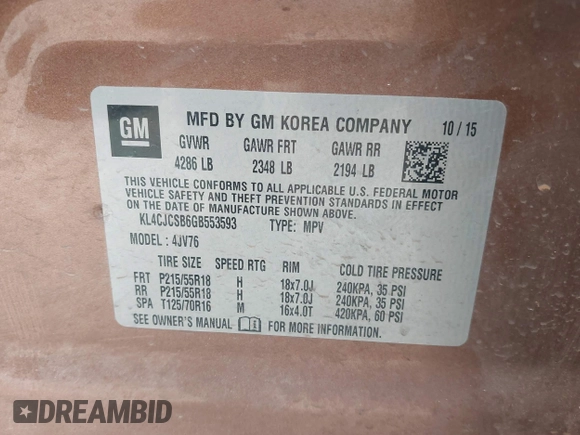 GM
MFD BY GM KOREA COMPANY 10 / 15
GVWR GAWR FRT GAWR RR
4286 LB 2348 LB 2194 LB
THIS VEHICLE CONFORMS TO ALL APPLICABLE U.S. FEDERAL MOTOR
VEHICLE SAFETY AND THEFT PREVENTION STANDARDS IN EFFECT
ON THE DATE OF MANUFACTURE SHOWN ABOVE.
KL4CJCSB6GB553593 TYPE: MPV
MODEL : 4JV76
TIRE SIZE SPEED RTG RIM COLD TIRE PRESSURE
FRT P215/55R18 H 18x7.0J 240KPA, 35 PSI
RR P215/55R18 H 18x7.0J 240KPA, 35 PSI
SPA T125/70R16 M 16x4.0T 420KPA, 60 PSI
SEE OWNER'S MANUAL FOR MORE INFORMATION.
DREAMBID